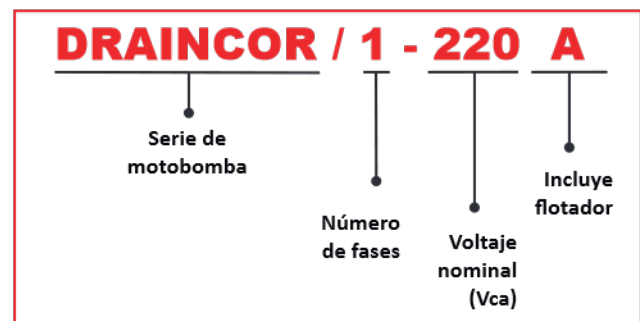 DRAINCOR / 1 - 220 A
Serie de
motobomba
Número
de fases
Voltaje
nominal
(Vca)
Incluye
flotador